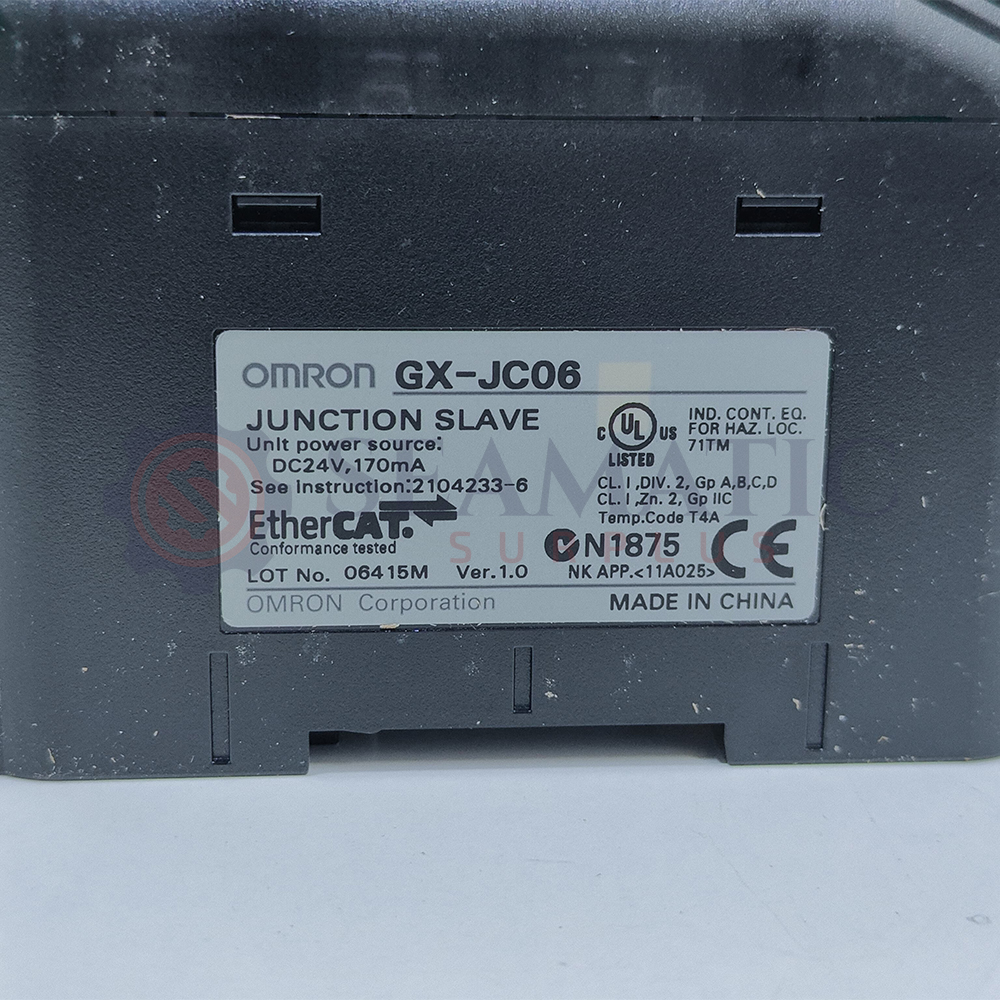 OMRON GX-JC06
JUNCTION SLAVE
Unit power source:
DC24V,170mA
See instruction:2104233-6
EtherCAT.
Conformance tested
LOT No. 06415M Ver.1.0
OMRON Corporation
C UL US
LISTED
IND. CONT. EQ.
FOR HAZ. LOC.
71TM
CL. I ,DIV. 2, Gp A,B,C,D
CL. I ,Zn. 2, Gp IIC
Temp.Code T4A
N1875 CE
NK APP.<11A025>
MADE IN CHINA
SURPLUS